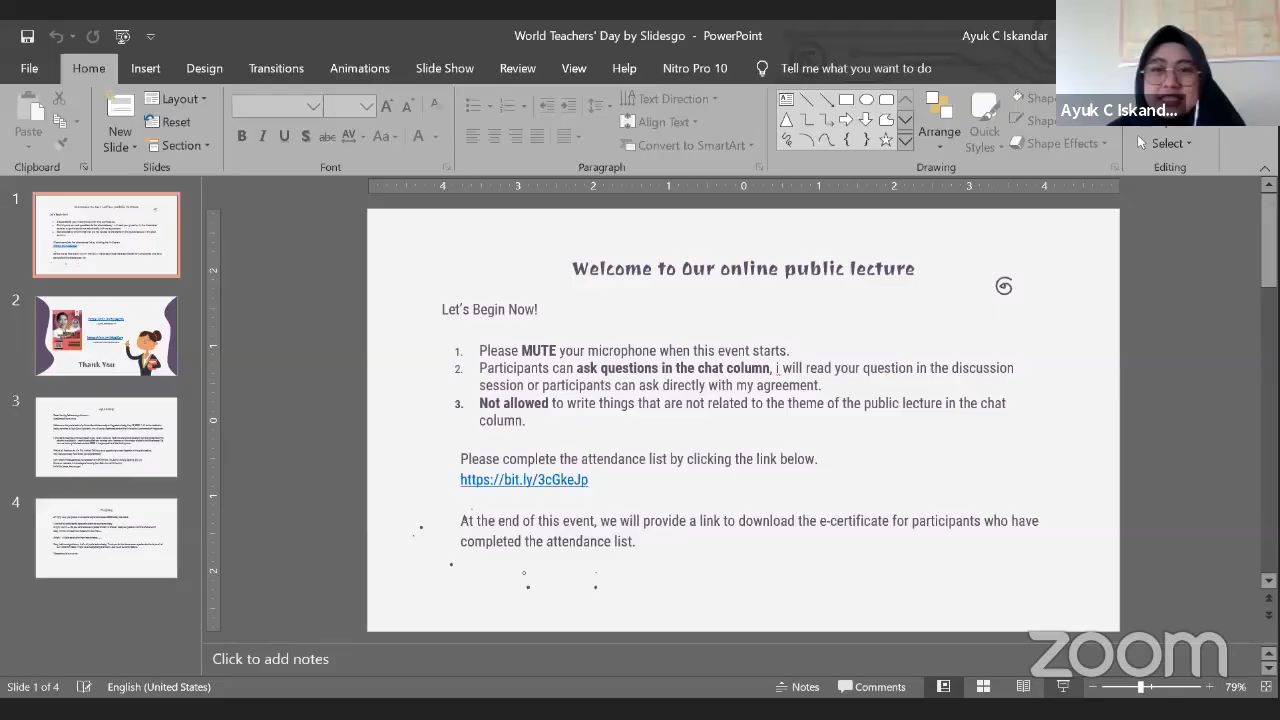 World Teachers' Day by Slidesgo - PowerPoint
Ayuk C Iskandar
File Home Insert Design Transitions Animations Slide Show Review View Help Nitro Pro 10 Tell me what you want to do
Ayuk C Iskand...
Paste
New Slide
Layout
Reset
Section
Text Direction
Align Text
Convert to SmartArt
Arrange
Quick Styles
Shape Effects
Select
Clipboard Slides Font Paragraph Drawing Editing
1
2
Thank You
3
4
Welcome to Our online public lecture
Let's Begin Now!
1. Please MUTE your microphone when this event starts.
2. Participants can ask questions in the chat column, i will read your question in the discussion
session or participants can ask directly with my agreement.
3. Not allowed to write things that are not related to the theme of the public lecture in the chat
column.
Please complete the attendance list by clicking the link below.
https://bit.ly/3cGkeJp
At the end of this event, we will provide a link to download the e-certificate for participants who have
completed the attendance list.
Click to add notes
zoom
Slide 1 of 4 English (United States) Notes Comments 79%